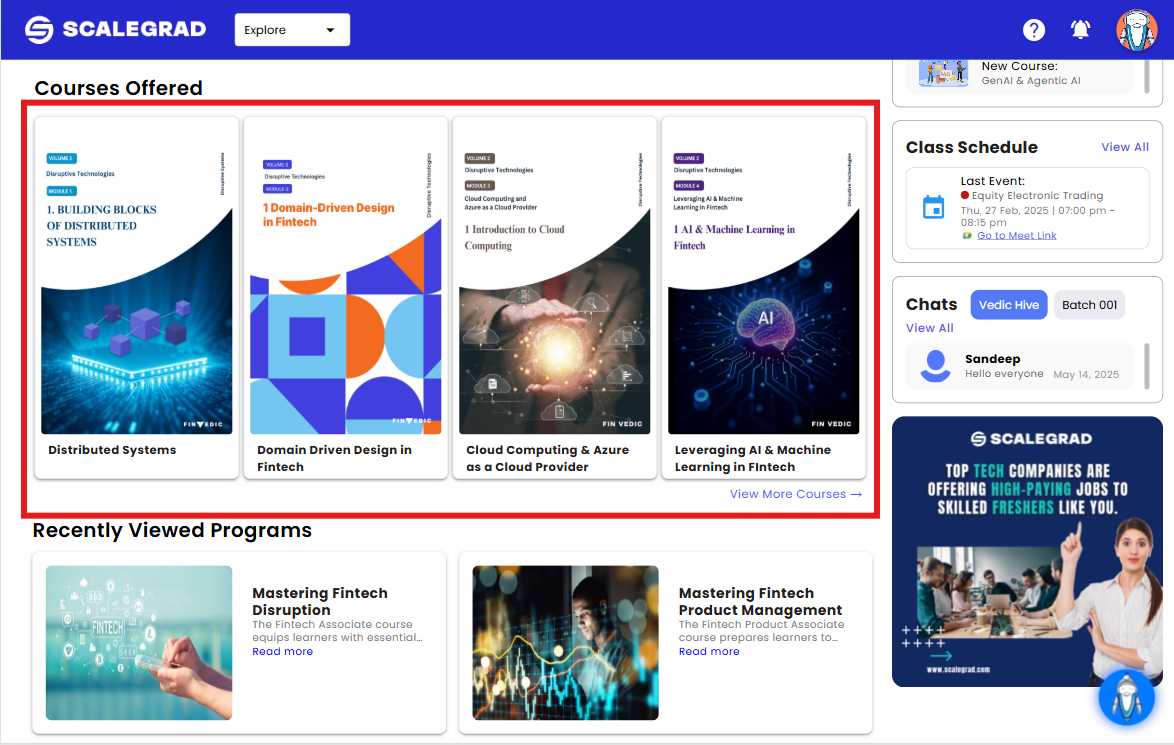 SCALEGRAD
Explore
?
Courses Offered
VOLUME 2
Disruptive Technologies
MODULE 1
1. BUILDING BLOCKS
OF DISTRIBUTED
SYSTEMS
Disruptive Systems
FINVEDIC
Distributed Systems
VOLUME-2
Disruptive Technologies
MODULE-2
1 Domain-Driven Design
in Fintech
Disruptive Technologies
FINVEDIC
Domain Driven Design in
Fintech
VOLUME 2
Disruptive Technologies
MODULE 3
Cloud Computing and
Azure as a Cloud Provider
1 Introduction to Cloud
Computing
Disruptive Technologies
FIN VEDIC
Cloud Computing & Azure
as a Cloud Provider
VOLUME 2
Disruptive Technologies
MODULE 4
Leveraging AI & Machine
Learning in Fintech
1 AI & Machine Learning in
Fintech
Disruptive Technologies
AI
FIN VEDIC
Leveraging AI & Machine
Learning in FIntech
View More Courses →
Recently Viewed Programs
FINTECH
Mastering Fintech
Disruption
The Fintech Associate course
equips learners with essential...
Read more
Mastering Fintech
Product Management
The Fintech Product Associate
course prepares learners to...
Read more
New Course:
GenAI & Agentic AI
Class Schedule
View All
Last Event:
Equity Electronic Trading
Thu, 27 Feb, 2025 | 07:00 pm -
08:15 pm
Go to Meet Link
Chats
Vedic Hive
Batch 001
View All
Sandeep
Hello everyone
May 14, 2025
SCALEGRAD
TOP TECH COMPANIES ARE
OFFERING HIGH-PAYING JOBS TO
SKILLED FRESHERS LIKE YOU.
www.scalegrad.com